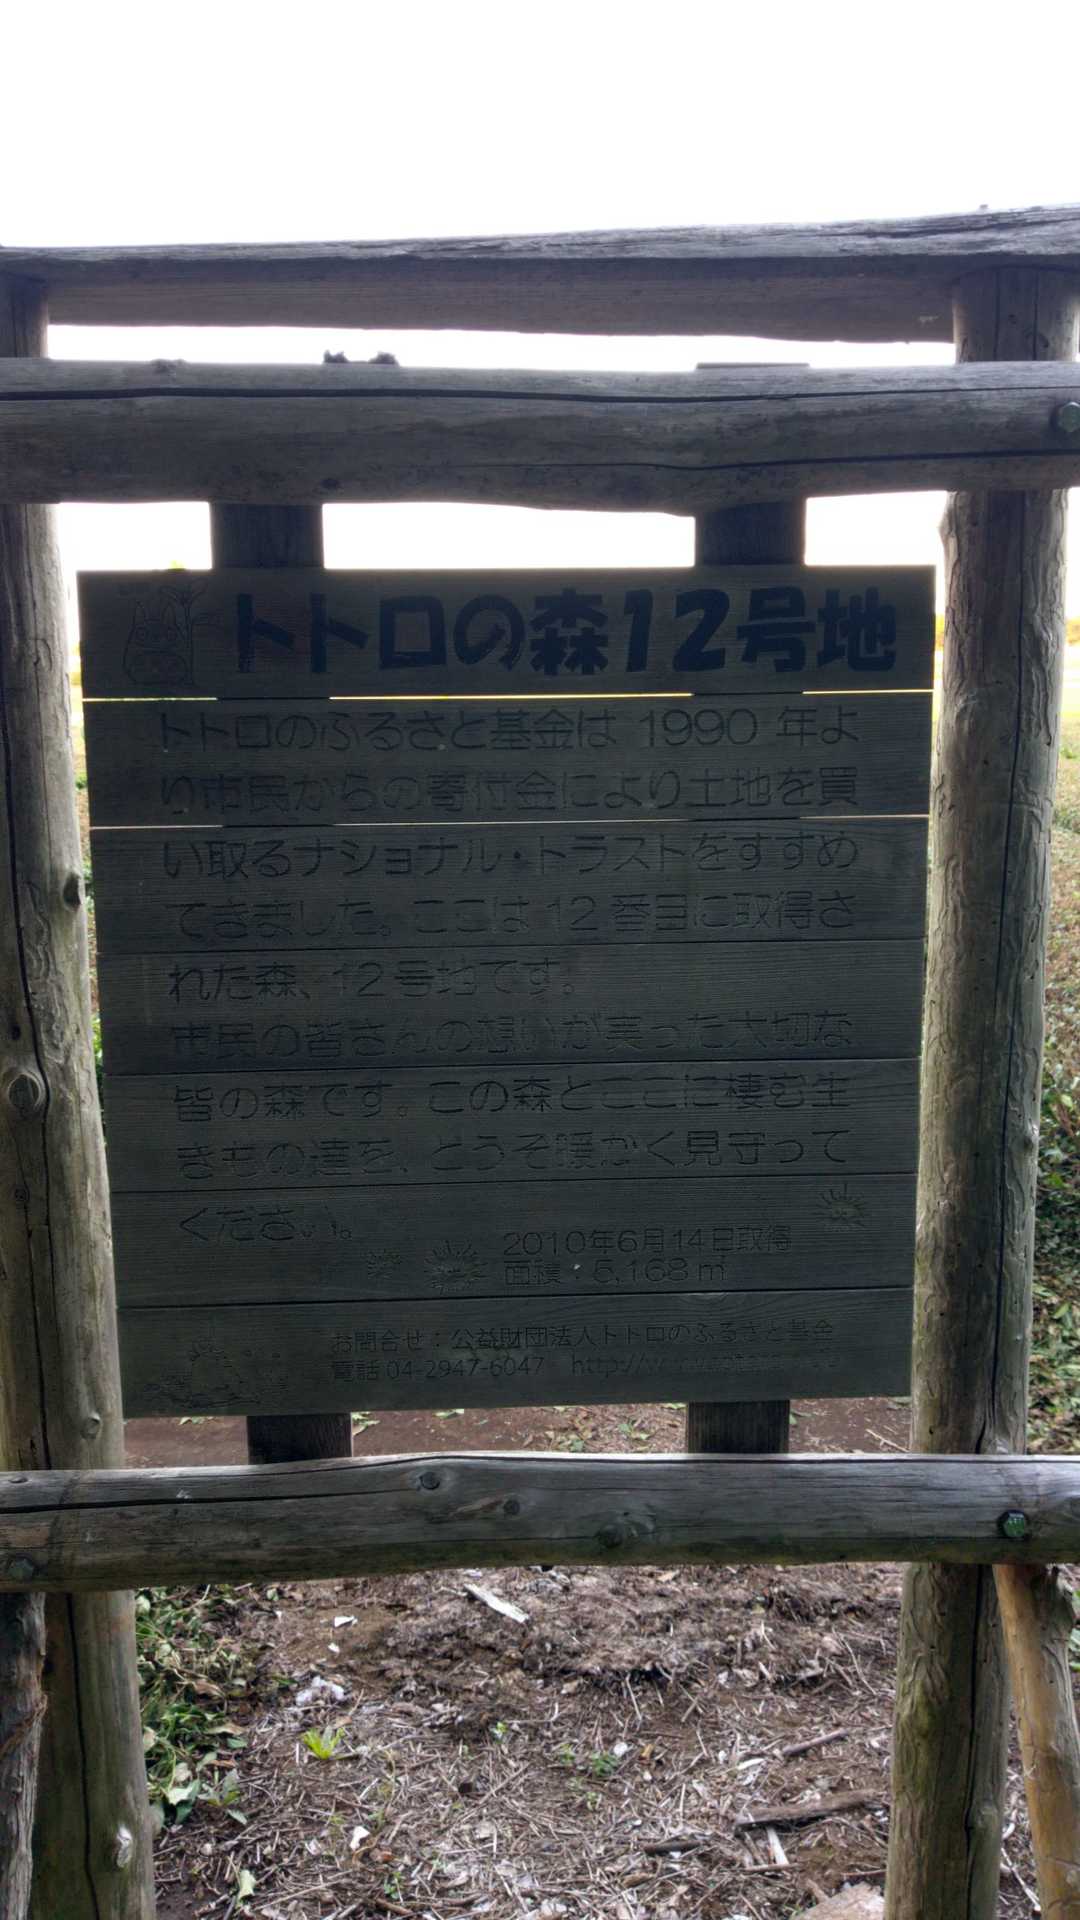 トトロの森12号地
トトロのふるさと基金は1990年よ
り市民からの寄付金により土地を買
い取るナショナル・トラストをすすめ
てきました。ここは12番目に取得さ
れた森、12号地です。
市民の皆さんの想いが実った大切な
皆の森です。この森とここに棲む生
きもの達を、どうぞ暖かく見守って
ください。
2010年6月14日取得
面積：5,168㎡
お問合せ：公益財団法人トトロのふるさと基金
電話 04-2947-6047